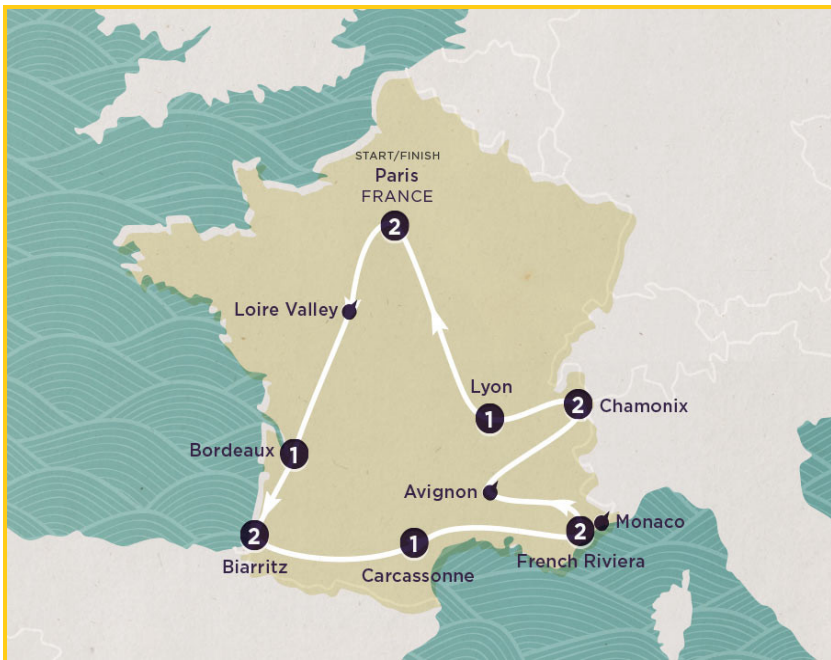 START/FINISH
Paris
FRANCE
2
Loire Valley
Lyon
1
2
Chamonix
Bordeaux
1
Avignon
Monaco
2
Biarritz
1
Carcassonne
2
French Riviera